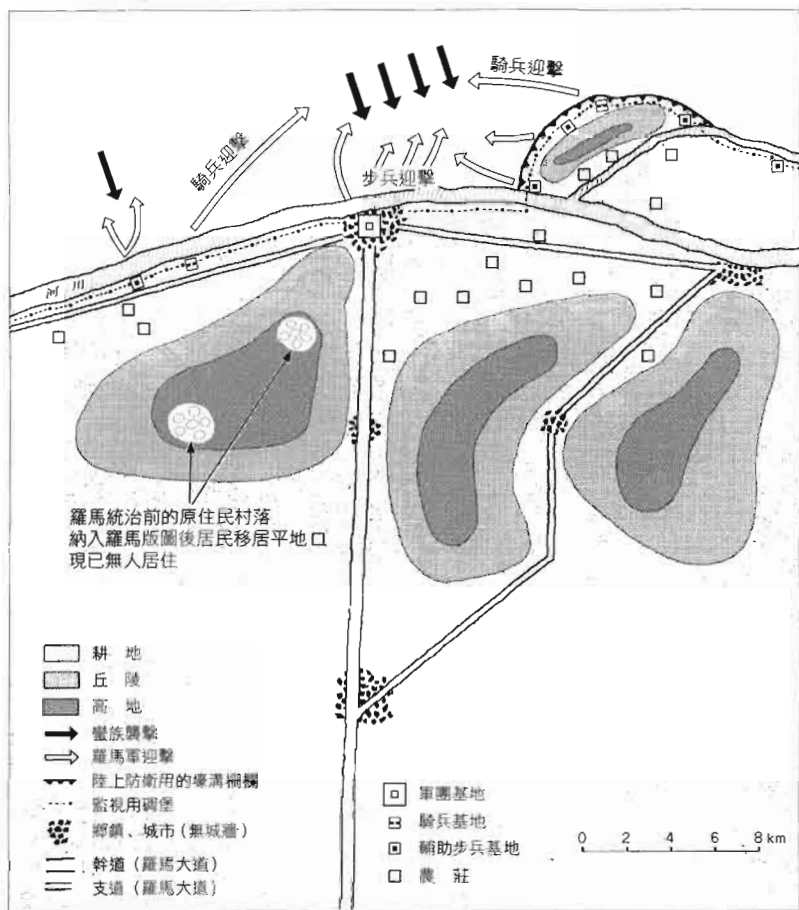 騎兵迎擊
騎兵迎擊
步兵迎擊
河川
羅馬統治前的原住民村落
納入羅馬版圖後居民移居平地口
現已無人居住
耕地
丘陵
高地
蠻族襲擊
羅馬軍迎擊
陸上防衛用的壕溝柵欄
監視用碉堡
鄉鎮、城市(無城牆)
幹道(羅馬大道)
支道(羅馬大道)
軍團基地
騎兵基地
輔助步兵基地
農莊
0 2 4 6 8 km